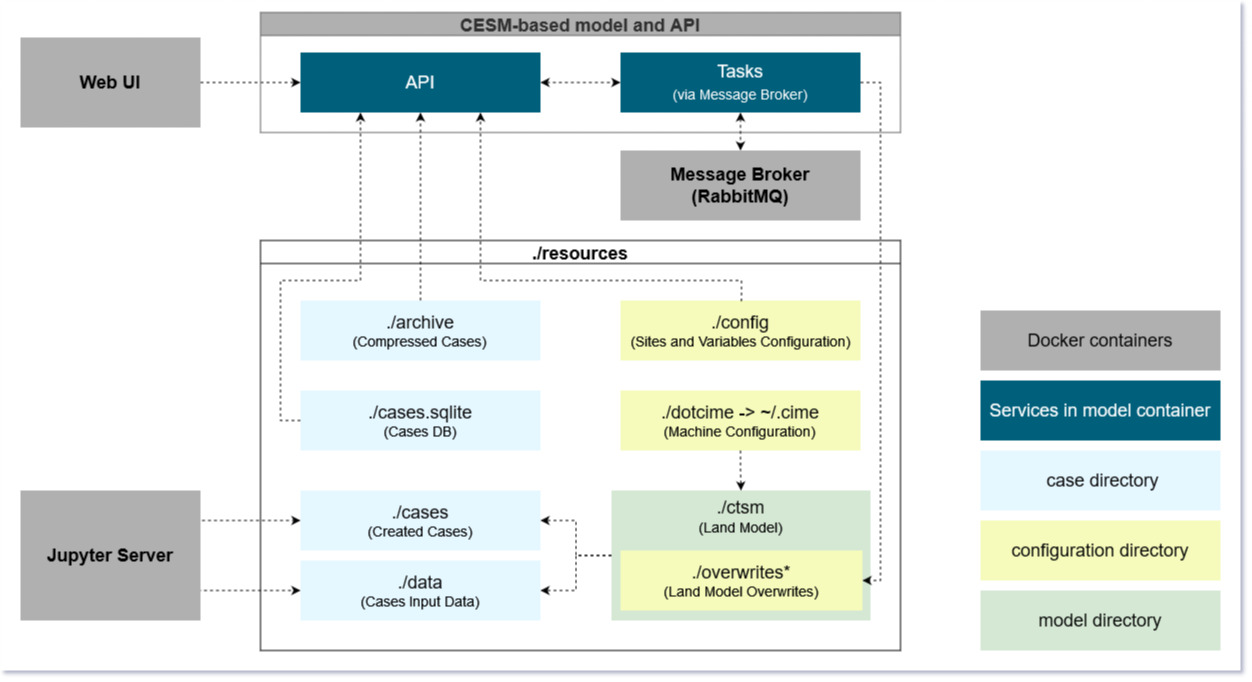 CESM-based model and API
Web UI
API
Tasks
(via Message Broker)
Message Broker
(RabbitMQ)
./resources
./archive
(Compressed Cases)
./config
(Sites and Variables Configuration)
./cases.sqlite
(Cases DB)
./dotcime -> ~/.cime
(Machine Configuration)
Jupyter Server
./cases
(Created Cases)
./data
(Cases Input Data)
./ctsm
(Land Model)
./overwrites*
(Land Model Overwrites)
Docker containers
Services in model container
case directory
configuration directory
model directory